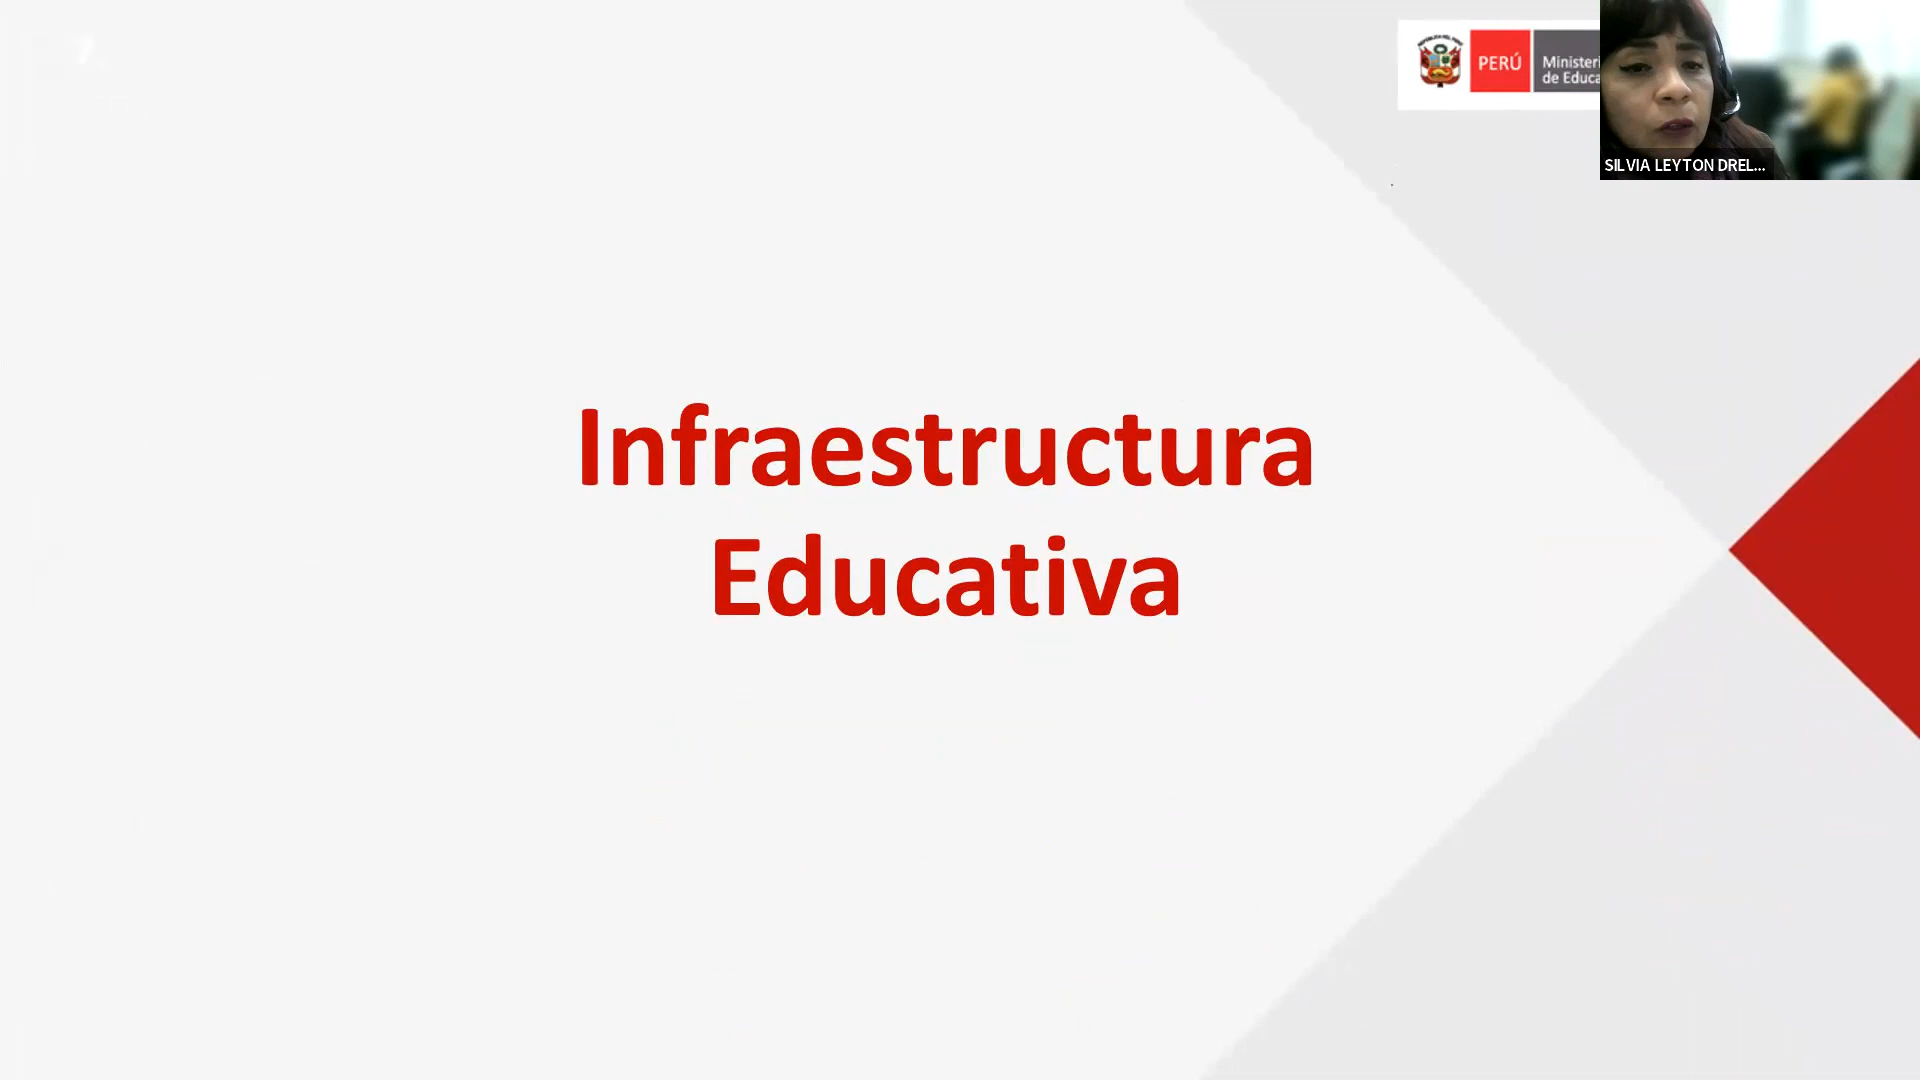 PERÚ
Ministeri
de Educa
SILVIA LEYTON DREL...
Infraestructura
Educativa